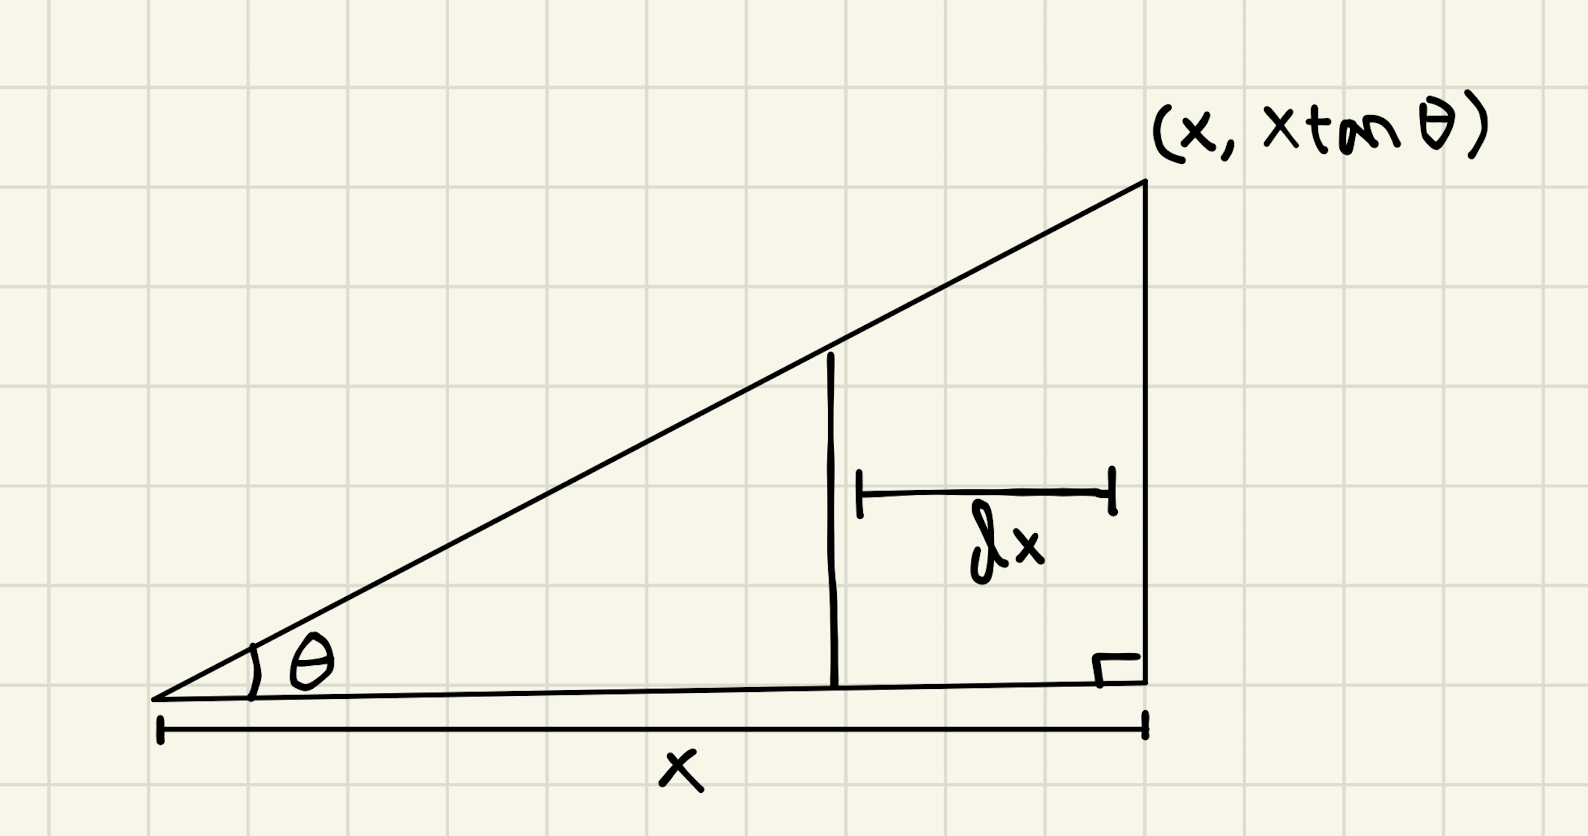 (x, x tan θ)
dx
θ
x